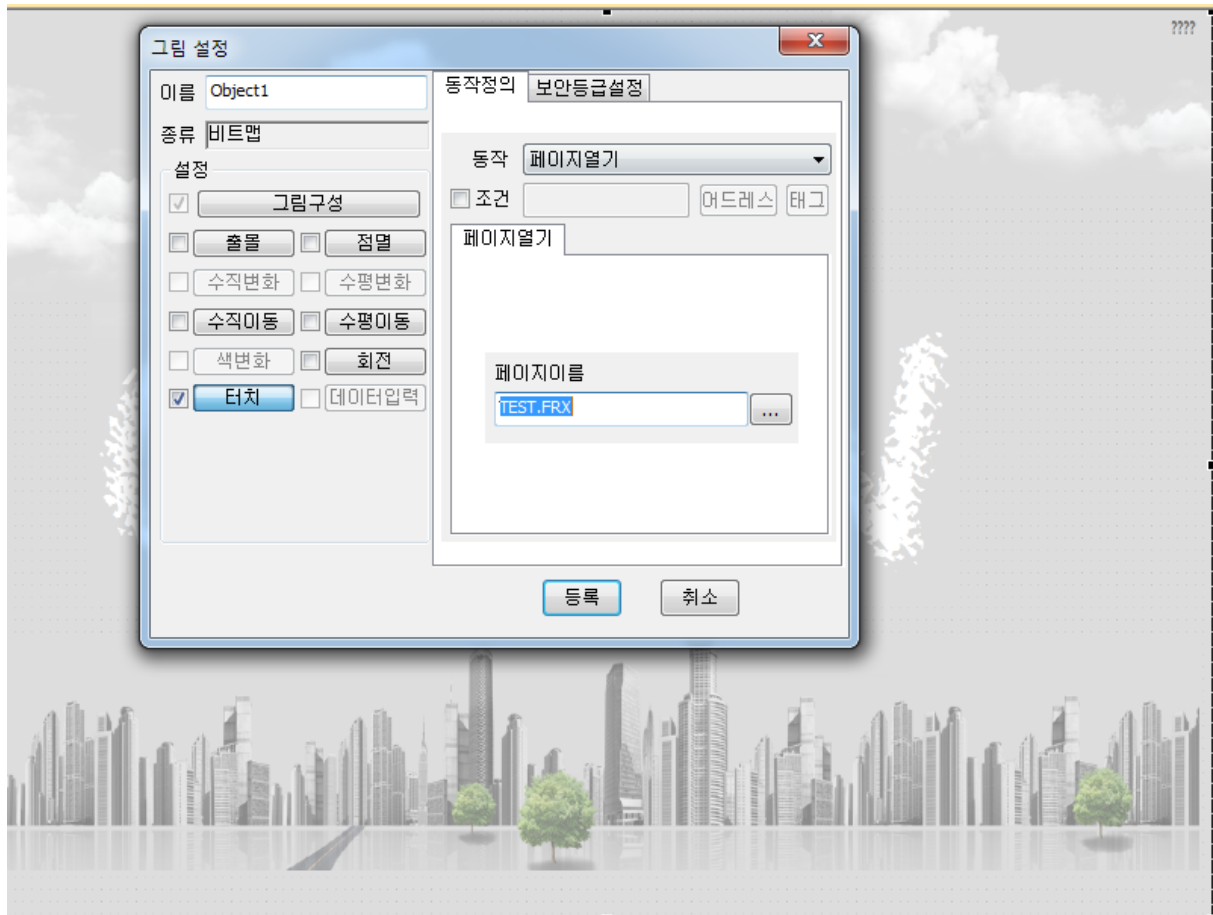 ????
그림 설정
x
이름 Object1
종류 비트맵
설정
그림구성
출몰 점멸
수직변화 수평변화
수직이동 수평이동
색변화 회전
터치 데이터입력
동작정의 보안등급설정
동작 페이지열기
조건 어드레스 태그
페이지열기
페이지이름
TEST.FRX ...
등록 취소